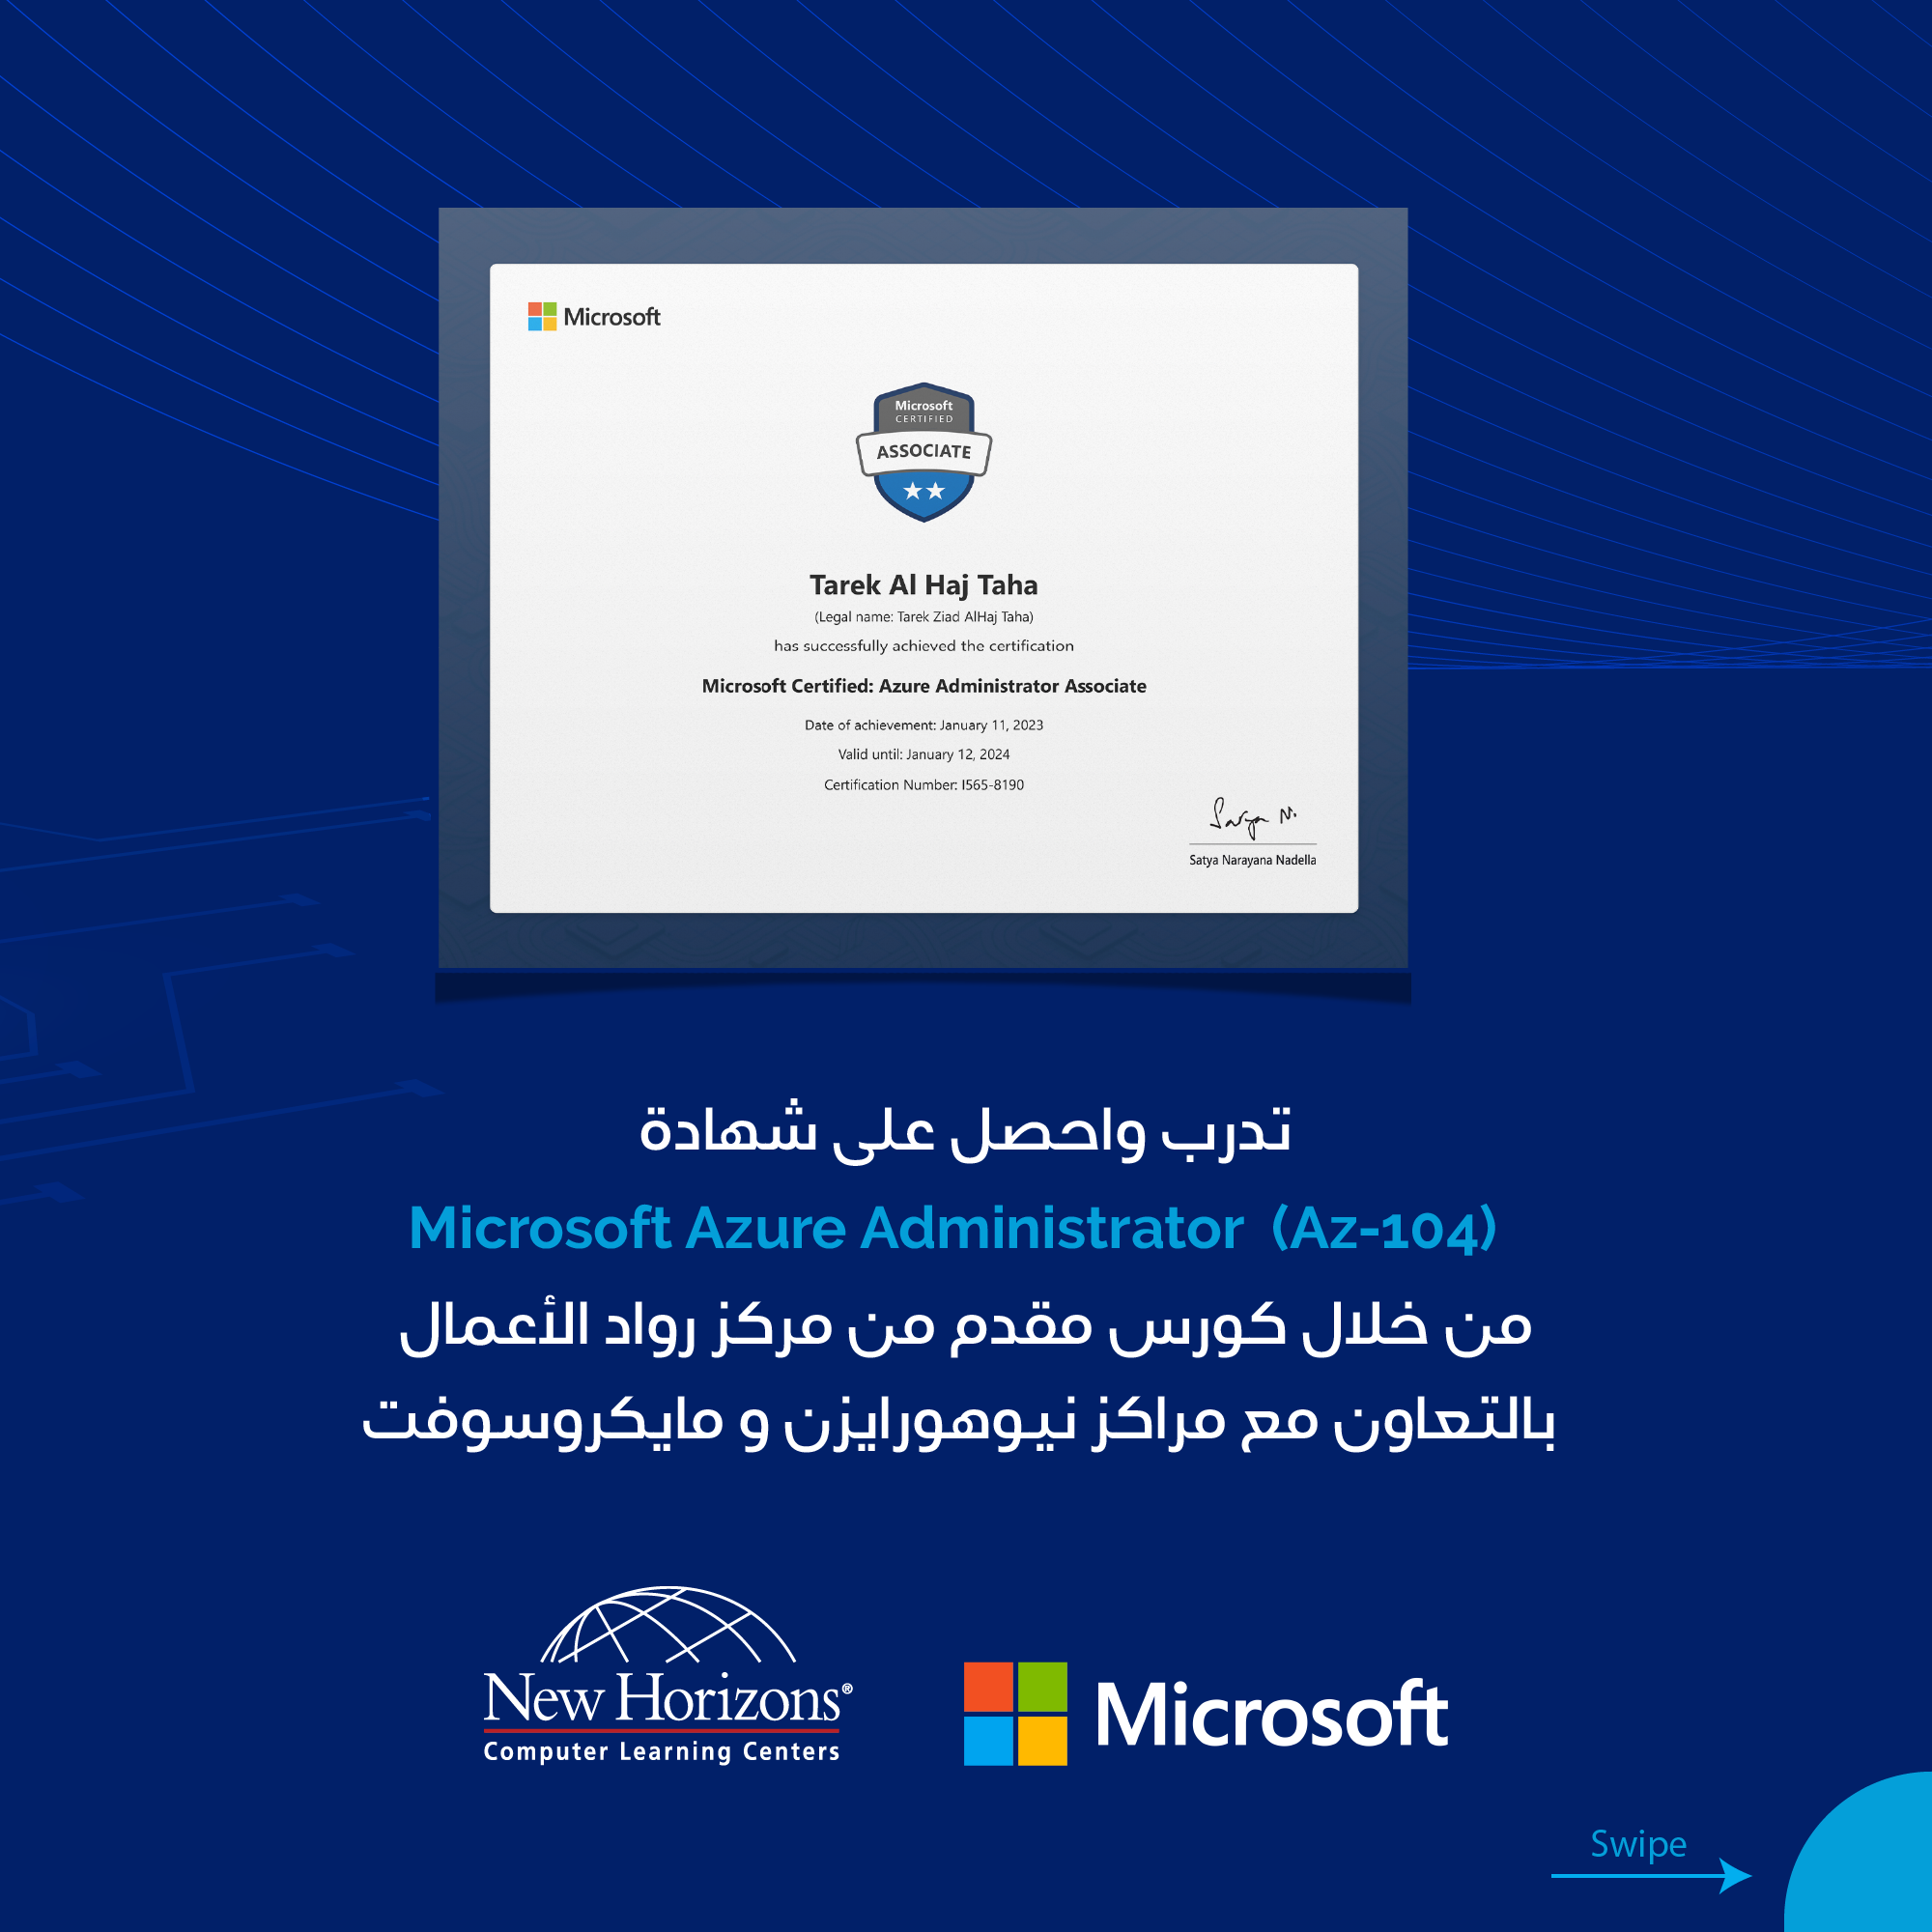 Microsoft
Microsoft
CERTIFIED
ASSOCIATE
Tarek Al Haj Taha
(Legal name: Tarek Ziad AlHaj Taha)
has successfully achieved the certification
Microsoft Certified: Azure Administrator Associate
Date of achievement: January 11, 2023
Valid until: January 12, 2024
Certification Number: I565-8190
Satya N.
Satya Narayana Nadella
تدرب واحصل على شهادة
Microsoft Azure Administrator (Az-104)
من خلال كورس مقدم من مركز رواد الأعمال
بالتعاون مع مراكز نيوهورايزن و مايكروسوفت
New Horizons®
Computer Learning Centers
Microsoft
Swipe